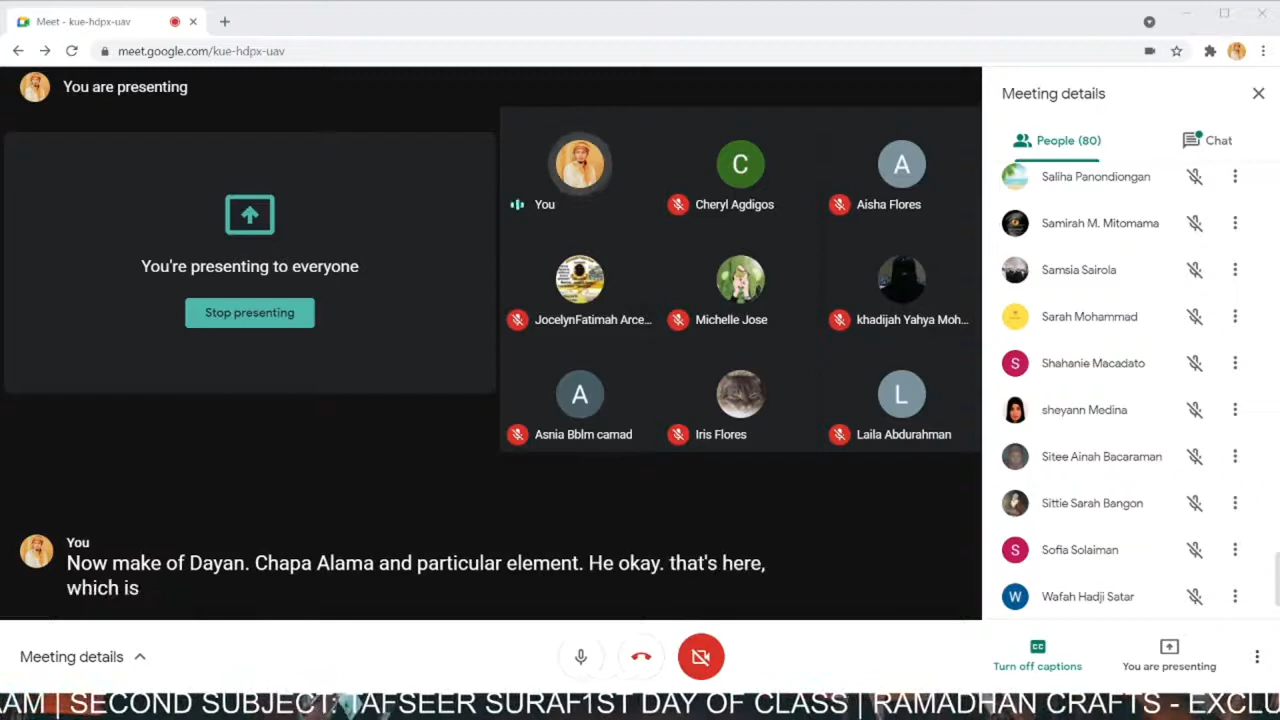 Meet - kue-hdpx-uav
meet.google.com/kue-hdpx-uav
You are presenting
You're presenting to everyone
Stop presenting
You
C
Cheryl Agdigos
A
Aisha Flores
JocelynFatimah Arce...
Michelle Jose
khadijah Yahya Moh...
A
Asnia Bblm camad
Iris Flores
L
Laila Abdurahman
You
Now make of Dayan. Chapa Alama and particular element. He okay. that's here,
which is
Meeting details
People (80)
Chat
Saliha Panondiongan
Samirah M. Mitomama
Samsia Sairola
Sarah Mohammad
S
Shahanie Macadato
sheyann Medina
Sitee Ainah Bacaraman
Sittie Sarah Bangon
S
Sofia Solaiman
W
Wafah Hadji Satar
Meeting details
CC
Turn off captions
You are presenting
AM | SECOND SUBJECT: TAFSEER SURAF1ST DAY OF CLASS | RAMADHAN CRAFTS - EXCLU